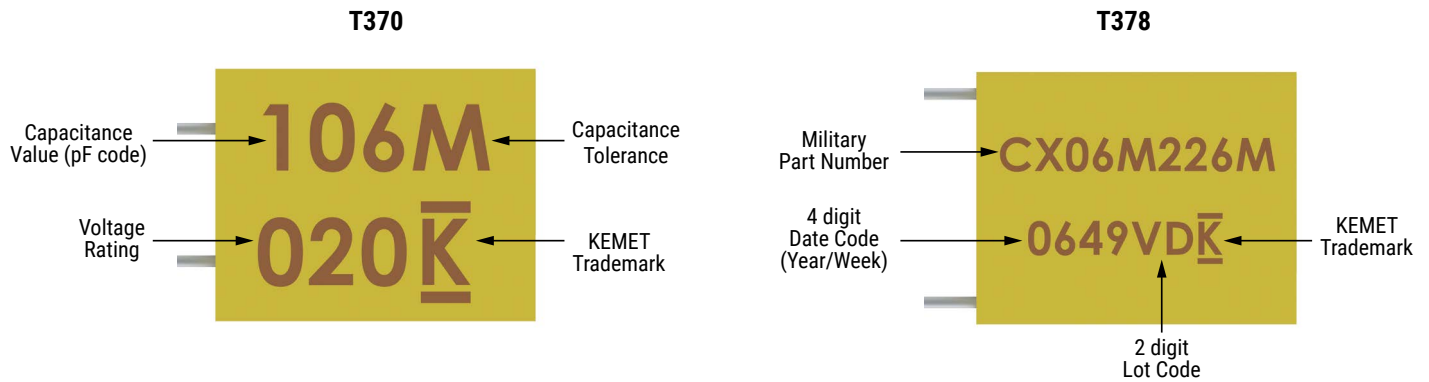 T370
Capacitance
Value (pF code)
106M
Capacitance
Tolerance
Voltage
Rating
020K
KEMET
Trademark
T378
Military
Part Number
CX06M226M
4 digit
Date Code
(Year/Week)
0649VDK
KEMET
Trademark
2 digit
Lot Code